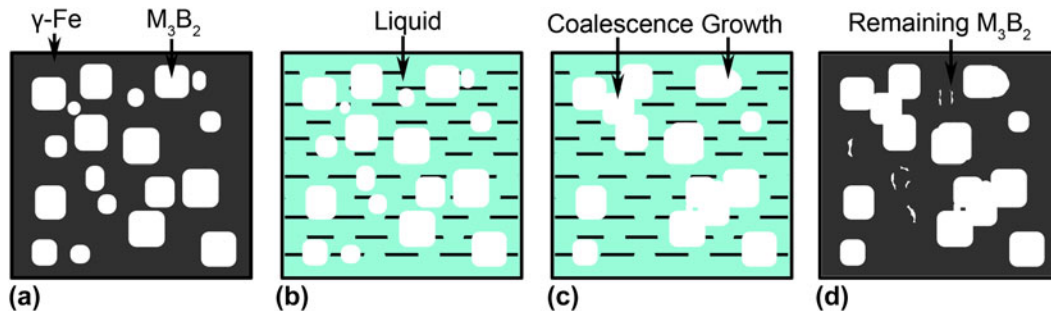 γ-Fe M₃B₂ Liquid Coalescence Growth Remaining M₃B₂
(a) (b) (c) (d)